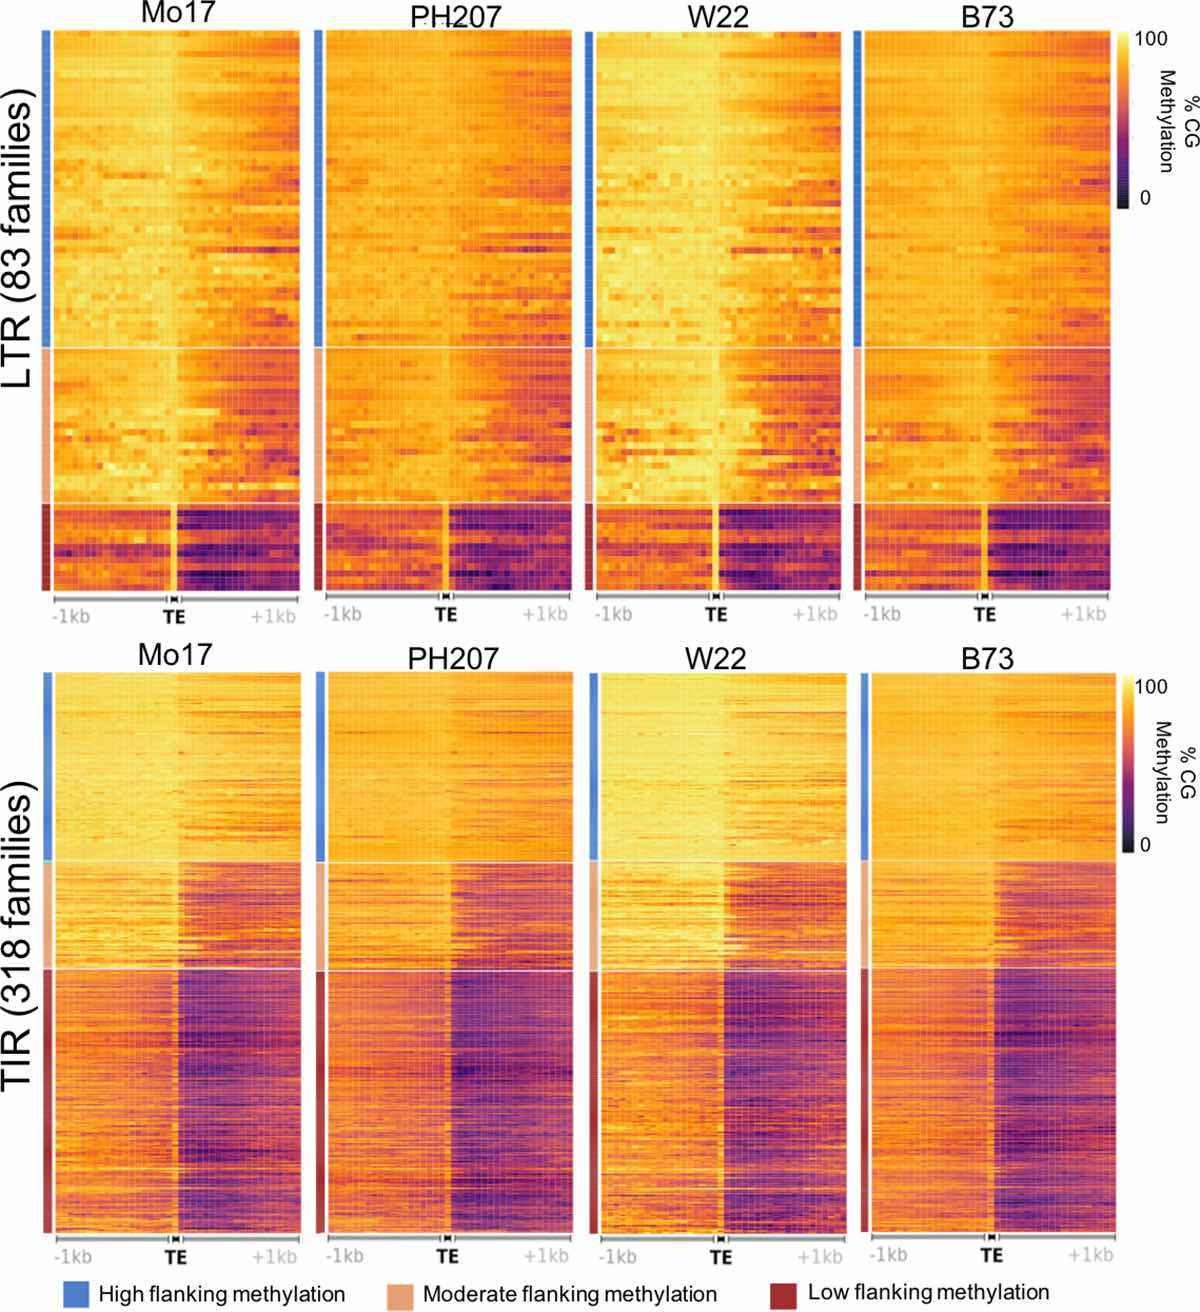 Mo17 PH207 W22 B73
LTR (83 families)
100
% CG
Methylation
0
-1kb TE +1kb -1kb TE +1kb -1kb TE +1kb -1kb TE +1kb
Mo17 PH207 W22 B73
TIR (318 families)
100
% CG
Methylation
0
-1kb TE +1kb -1kb TE +1kb -1kb TE +1kb -1kb TE +1kb
High flanking methylation Moderate flanking methylation Low flanking methylation